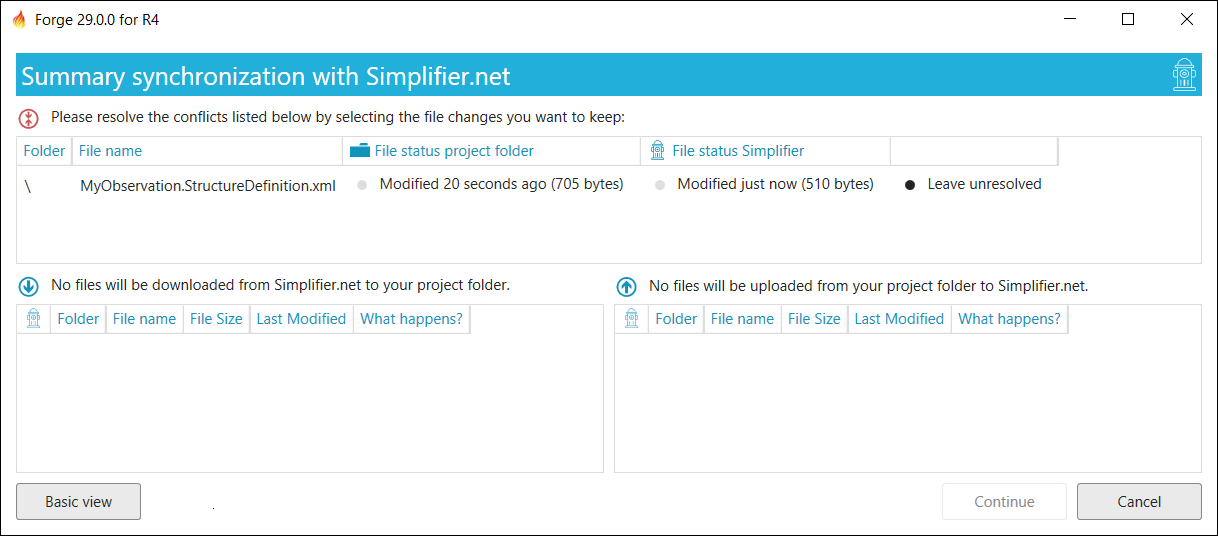 Forge 29.0.0 for R4
Summary synchronization with Simplifier.net
Please resolve the conflicts listed below by selecting the file changes you want to keep:
Folder File name File status project folder File status Simplifier
\ MyObservation.StructureDefinition.xml Modified 20 seconds ago (705 bytes) Modified just now (510 bytes) Leave unresolved
No files will be downloaded from Simplifier.net to your project folder.
Folder File name File Size Last Modified What happens?
No files will be uploaded from your project folder to Simplifier.net.
Folder File name File Size Last Modified What happens?
Basic view
Continue
Cancel